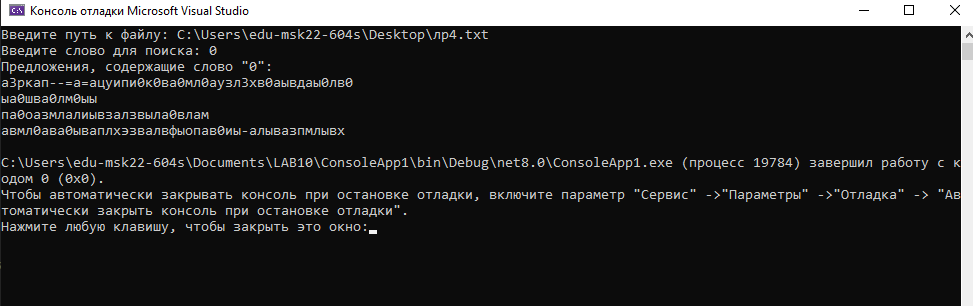 Консоль отладки Microsoft Visual Studio
Введите путь к файлу: C:\Users\edu-msk22-604s\Desktop\лр4.txt
Введите слово для поиска: 0
Предложения, содержащие слово "0":
а3ркап--=а=ацуипи0к0ва0мл0аузл3хв0аывдаы0лв0
ыа0шва0лм0ыы
па0оазмлалиывзалзвыла0влам
авмл0ава0ываплхэзвалвфыопав0иы-алывазпмлывх
C:\Users\edu-msk22-604s\Documents\LAB10\ConsoleApp1\bin\Debug\net8.0\ConsoleApp1.exe (процесс 19784) завершил работу с к
одом 0 (0x0).
Чтобы автоматически закрывать консоль при остановке отладки, включите параметр "Сервис" ->"Параметры" ->"Отладка" -> "Ав
томатически закрыть консоль при остановке отладки".
Нажмите любую клавишу, чтобы закрыть это окно: